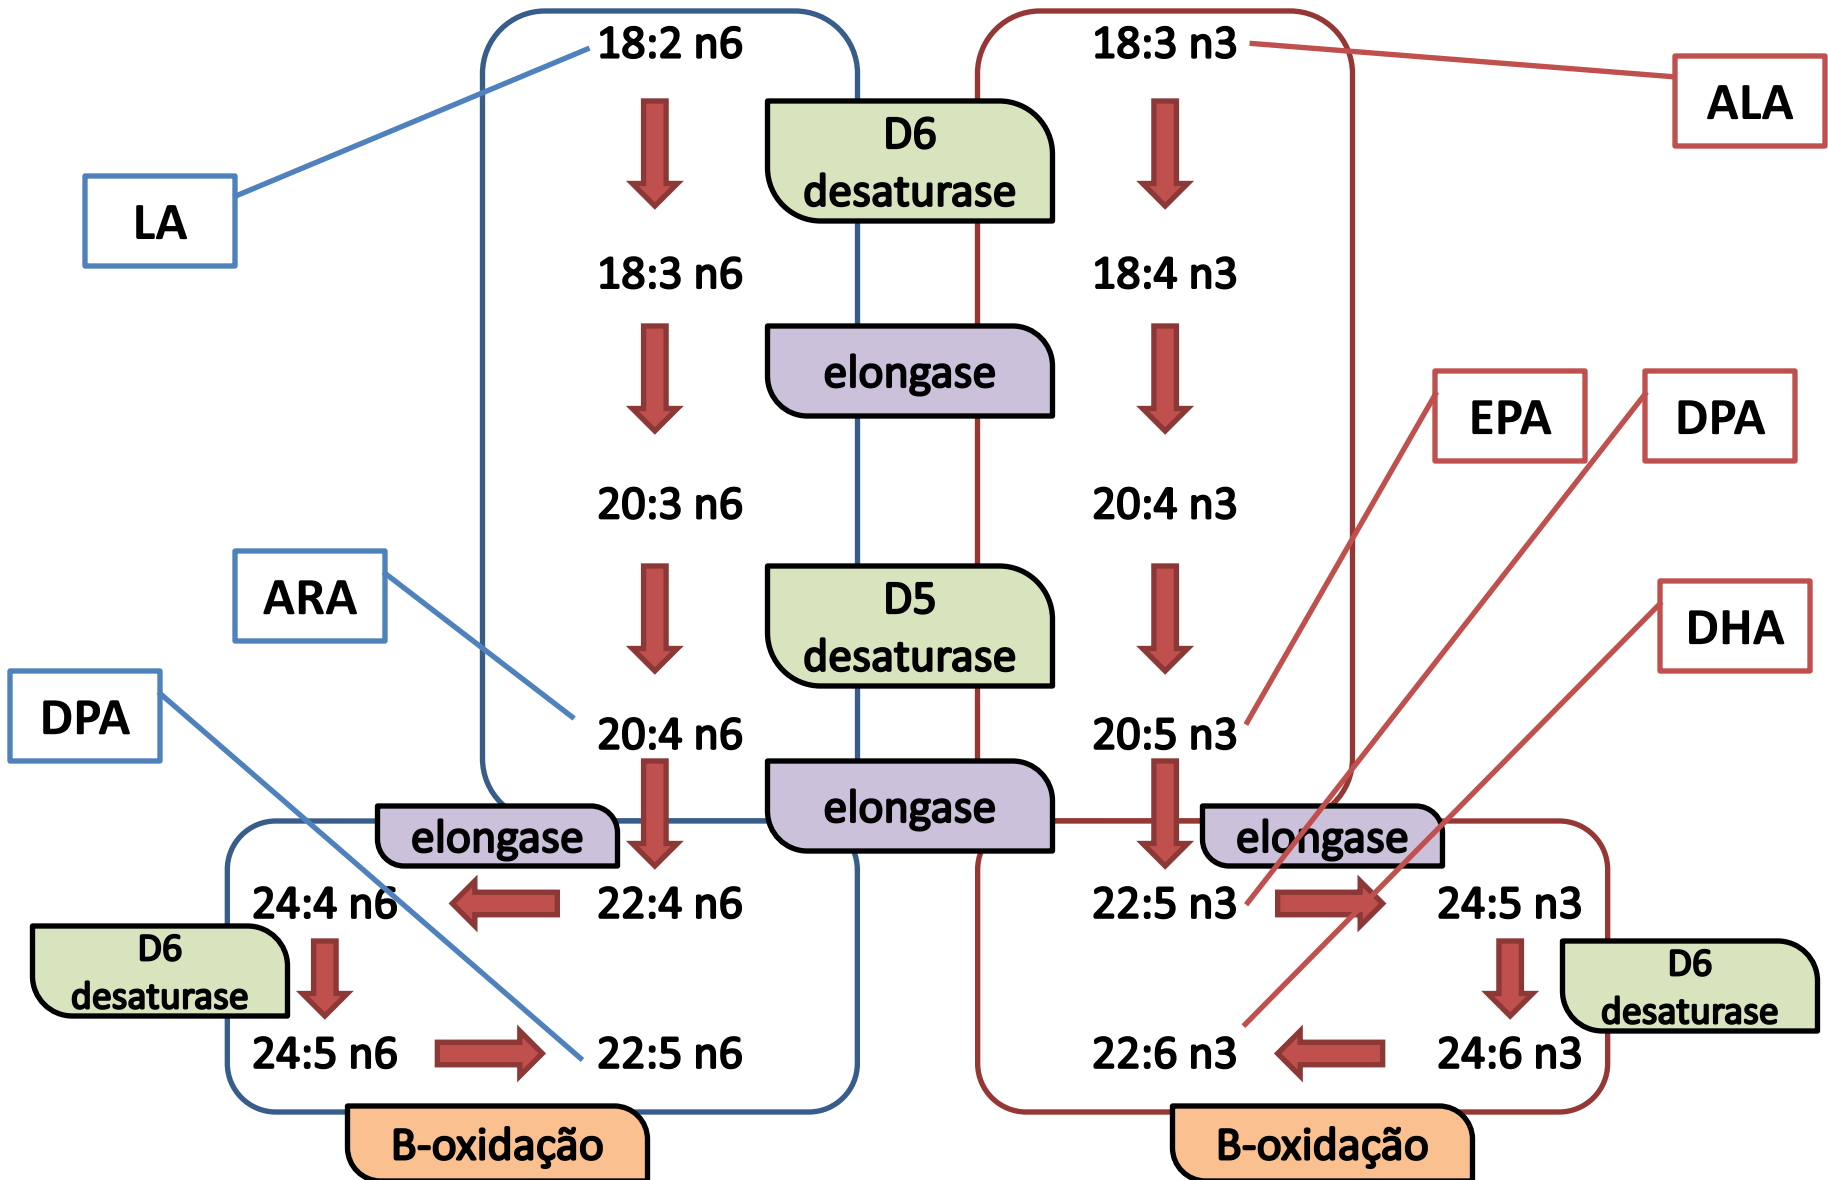 18:2 n6
18:3 n3
ALA
D6
desaturase
LA
18:3 n6
18:4 n3
elongase
EPA
DPA
20:3 n6
20:4 n3
ARA
D5
desaturase
DHA
DPA
20:4 n6
20:5 n3
elongase
elongase
elongase
24:4 n6
22:4 n6
22:5 n3
24:5 n3
D6
desaturase
D6
desaturase
24:5 n6
22:5 n6
22:6 n3
24:6 n3
B-oxidação
B-oxidação